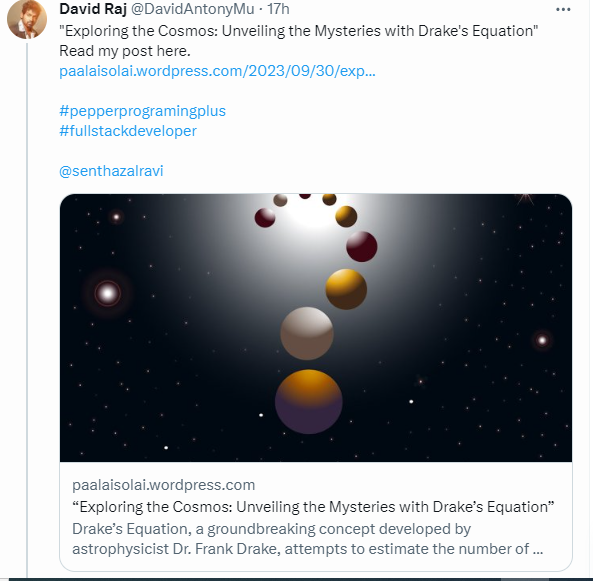 David Raj @DavidAntonyMu · 17h
"Exploring the Cosmos: Unveiling the Mysteries with Drake's Equation"
Read my post here.
paalaisolai.wordpress.com/2023/09/30/exp...
#pepperprogramingplus
#fullstackdeveloper
@senthazalravi
paalaisolai.wordpress.com
“Exploring the Cosmos: Unveiling the Mysteries with Drake’s Equation”
Drake’s Equation, a groundbreaking concept developed by
astrophysicist Dr. Frank Drake, attempts to estimate the number of ...